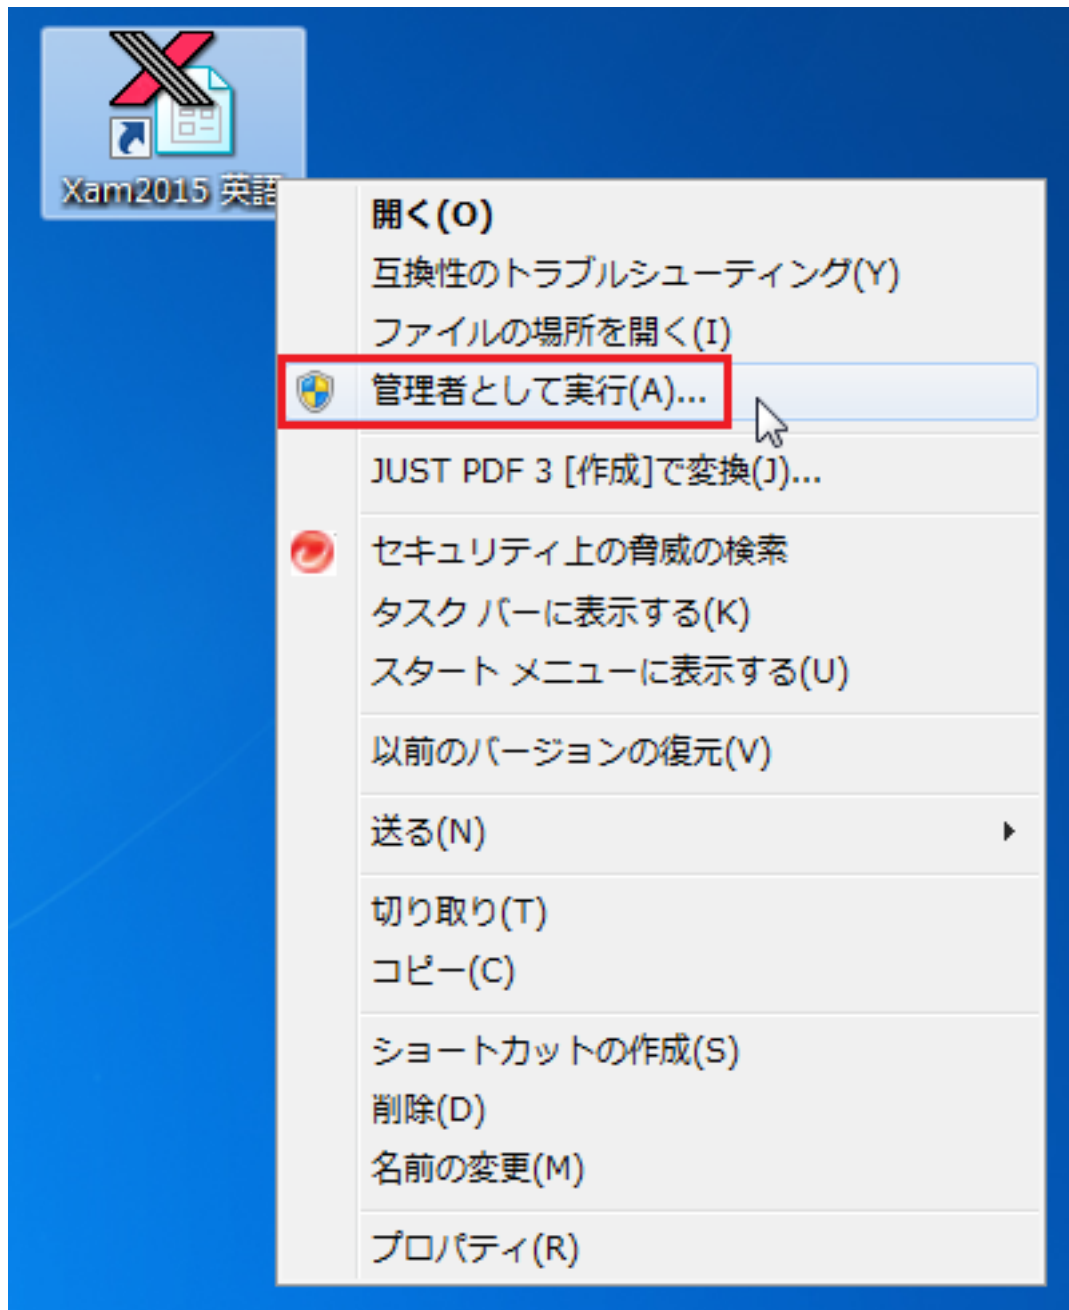 Xam2015 英語
開く(O)
互換性のトラブルシューティング(Y)
ファイルの場所を開く(I)
管理者として実行(A)...
JUST PDF 3 [作成]で変換(J)...
セキュリティ上の脅威の検索
タスク バーに表示する(K)
スタート メニューに表示する(U)
以前のバージョンの復元(V)
送る(N)
切り取り(T)
コピー(C)
ショートカットの作成(S)
削除(D)
名前の変更(M)
プロパティ(R)